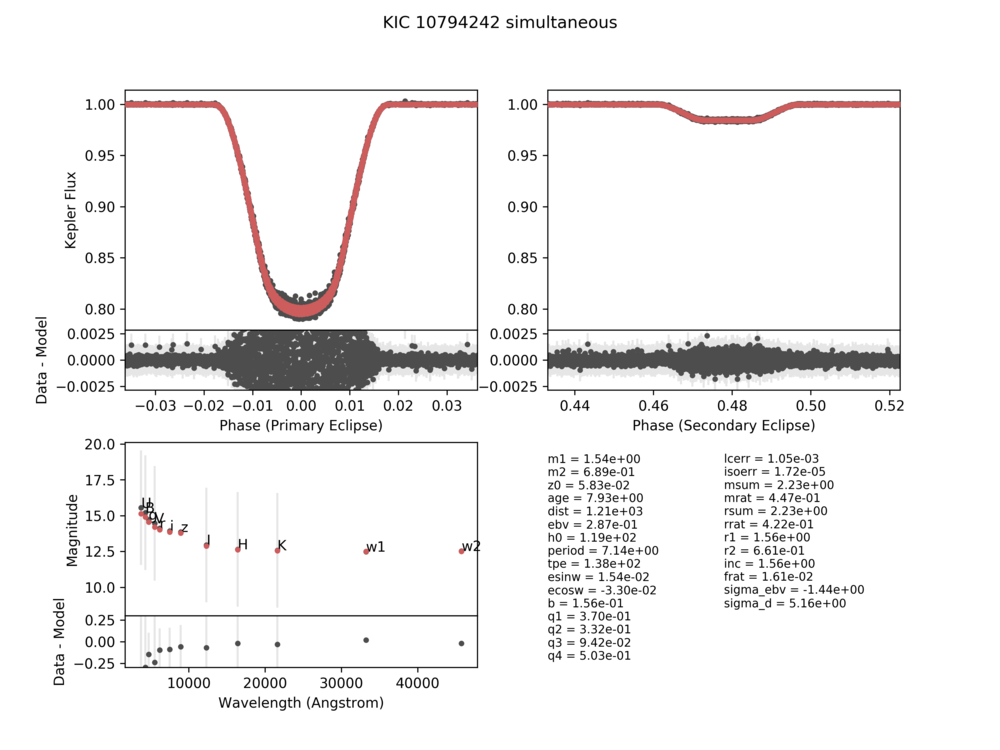 KIC 10794242 simultaneous
1.00
0.95
0.90
0.85
0.80
Kepler Flux
1.00
0.95
0.90
0.85
0.80
0.0025
0.0000
−0.0025
Data - Model
−0.03 −0.02 −0.01 0.00 0.01 0.02 0.03
Phase (Primary Eclipse)
0.0025
0.0000
−0.0025
0.44 0.46 0.48 0.50 0.52
Phase (Secondary Eclipse)
20.0
17.5
15.0
12.5
10.0
Magnitude
U
B
g
V
r
i
z
J
H
K
w1
w2
0.25
0.00
−0.25
Data - Model
10000 20000 30000 40000
Wavelength (Angstrom)
m1 = 1.54e+00
m2 = 6.89e-01
z0 = 5.83e-02
age = 7.93e+00
dist = 1.21e+03
ebv = 2.87e-01
h0 = 1.19e+02
period = 7.14e+00
tpe = 1.38e+02
esinw = 1.54e-02
ecosw = -3.30e-02
b = 1.56e-01
q1 = 3.70e-01
q2 = 3.32e-01
q3 = 9.42e-02
q4 = 5.03e-01
lcerr = 1.05e-03
isoerr = 1.72e-05
msum = 2.23e+00
mrat = 4.47e-01
rsum = 2.23e+00
rrat = 4.22e-01
r1 = 1.56e+00
r2 = 6.61e-01
inc = 1.56e+00
frat = 1.61e-02
sigma_ebv = -1.44e+00
sigma_d = 5.16e+00